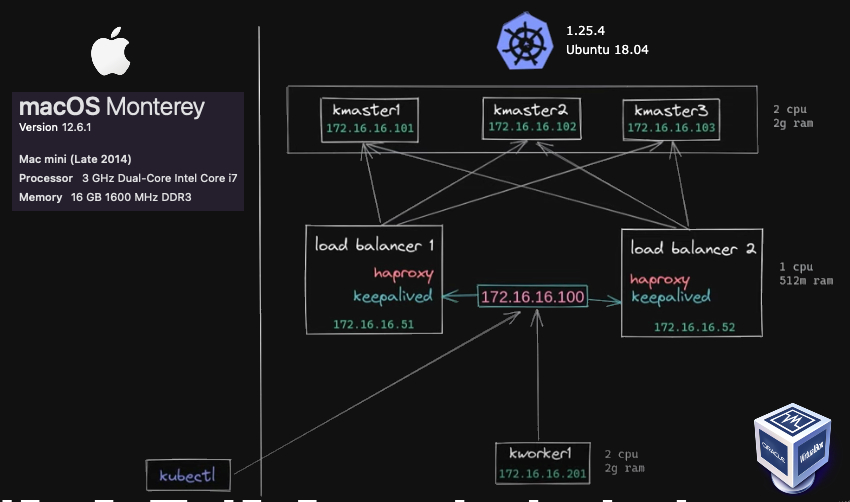 1.25.4
Ubuntu 18.04
macOS Monterey
Version 12.6.1
Mac mini (Late 2014)
Processor 3 GHz Dual-Core Intel Core i7
Memory 16 GB 1600 MHz DDR3
kmaster1
172.16.16.101
kmaster2
172.16.16.102
kmaster3
172.16.16.103
2 cpu
2g ram
load balancer 1
haproxy
keepalived
172.16.16.51
172.16.16.100
load balancer 2
haproxy
keepalived
172.16.16.52
1 cpu
512m ram
kubectl
kworker1
172.16.16.201
2 cpu
2g ram
ORACLE
VirtualBox